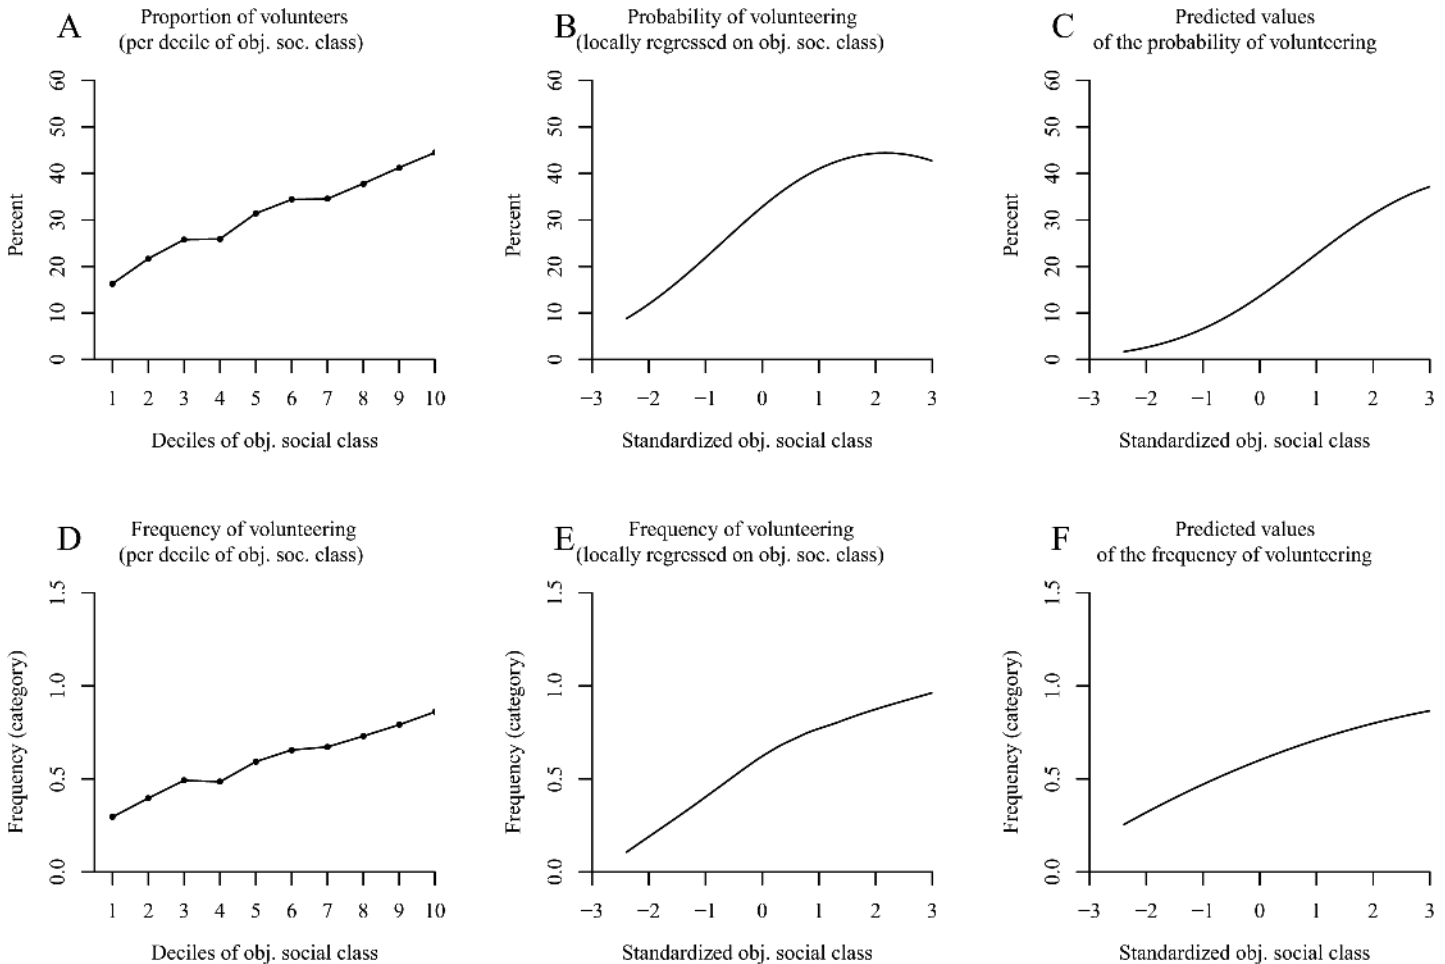 A
Proportion of volunteers
(per decile of obj. soc. class)
Percent
60
50
40
30
20
10
0
1 2 3 4 5 6 7 8 9 10
Deciles of obj. social class
B
Probability of volunteering
(locally regressed on obj. soc. class)
Percent
60
50
40
30
20
10
0
−3 −2 −1 0 1 2 3
Standardized obj. social class
C
Predicted values
of the probability of volunteering
Percent
60
50
40
30
20
10
0
−3 −2 −1 0 1 2 3
Standardized obj. social class
D
Frequency of volunteering
(per decile of obj. soc. class)
Frequency (category)
1.5
1.0
0.5
0.0
1 2 3 4 5 6 7 8 9 10
Deciles of obj. social class
E
Frequency of volunteering
(locally regressed on obj. soc. class)
Frequency (category)
1.5
1.0
0.5
0.0
−3 −2 −1 0 1 2 3
Standardized obj. social class
F
Predicted values
of the frequency of volunteering
Frequency (category)
1.5
1.0
0.5
0.0
−3 −2 −1 0 1 2 3
Standardized obj. social class